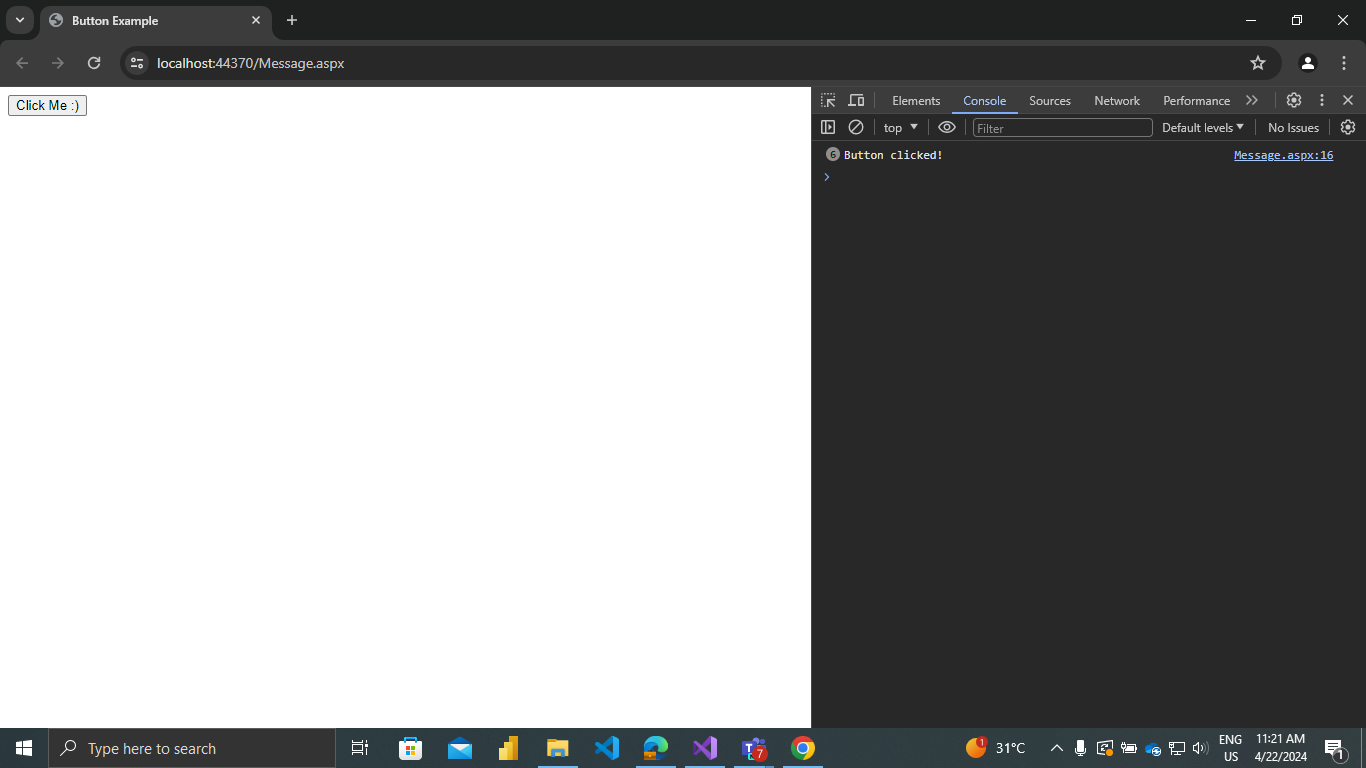 Button Example
localhost:44370/Message.aspx
Click Me :)
Elements Console Sources Network Performance
top Filter Default levels No Issues
6 Button clicked! Message.aspx:16
Type here to search
7
1 31°C
ENG
US
11:21 AM
4/22/2024
1